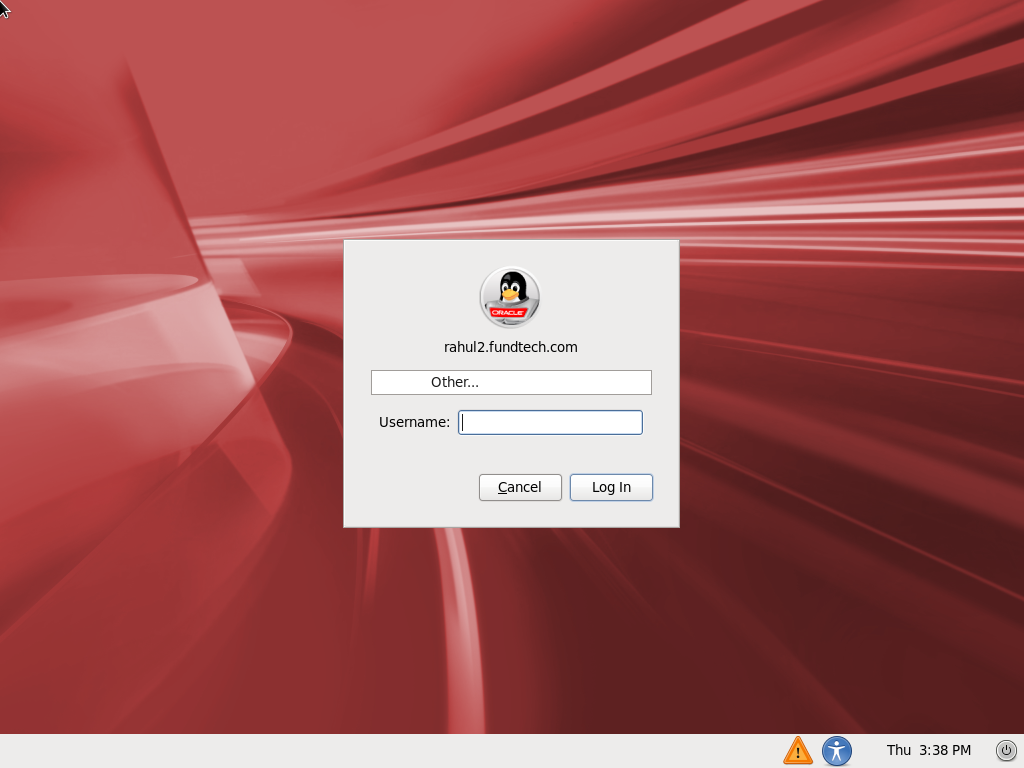 ORACLE
rahul2.fundtech.com
Other...
Username:
Cancel Log In
Thu 3:38 PM